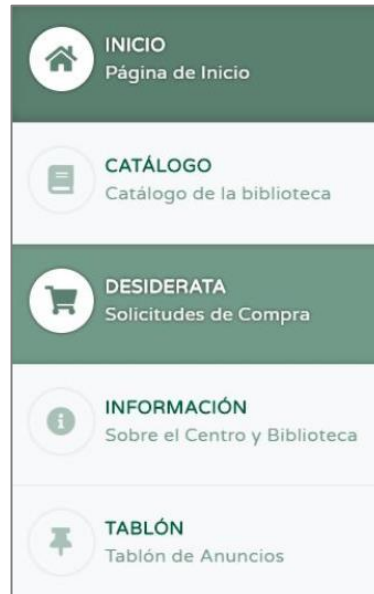 INICIO
Página de Inicio
CATÁLOGO
Catálogo de la biblioteca
DESIDERATA
Solicitudes de Compra
INFORMACIÓN
Sobre el Centro y Biblioteca
TABLÓN
Tablón de Anuncios